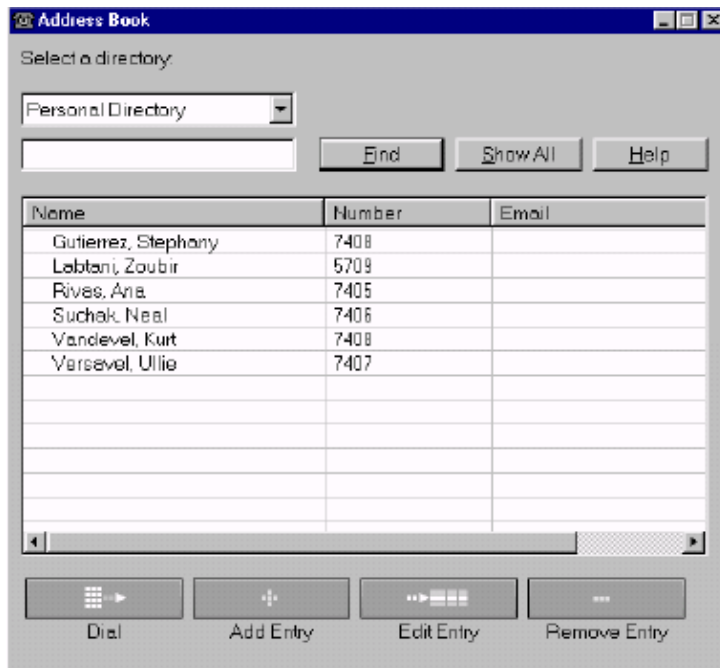 Address Book
Select a directory:
Personal Directory
Find Show All Help
Name Number Email
Gutierrez, Stephany 7408
Labtani, Zoubir 5709
Rivas, Ana 7405
Suchak, Neal 7406
Vandevel, Kurt 7408
Versavel, Ullie 7407
Dial Add Entry Edit Entry Remove Entry